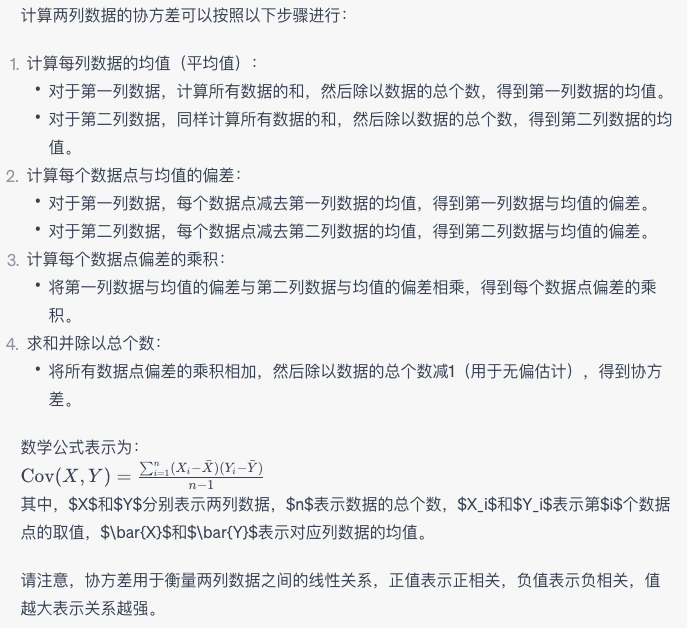 计算两列数据的协方差可以按照以下步骤进行：
1. 计算每列数据的均值（平均值）：
• 对于第一列数据，计算所有数据的和，然后除以数据的总个数，得到第一列数据的均值。
• 对于第二列数据，同样计算所有数据的和，然后除以数据的总个数，得到第二列数据的均
值。
2. 计算每个数据点与均值的偏差：
• 对于第一列数据，每个数据点减去第一列数据的均值，得到第一列数据与均值的偏差。
• 对于第二列数据，每个数据点减去第二列数据的均值，得到第二列数据与均值的偏差。
3. 计算每个数据点偏差的乘积：
• 将第一列数据与均值的偏差与第二列数据与均值的偏差相乘，得到每个数据点偏差的乘
积。
4. 求和并除以总个数：
• 将所有数据点偏差的乘积相加，然后除以数据的总个数减1（用于无偏估计），得到协方
差。
数学公式表示为：
Cov(X, Y) = \frac{\sum_{i=1}^{n}(X_i-\bar{X})(Y_i-\bar{Y})}{n-1}
其中，$X$和$Y$分别表示两列数据，$n$表示数据的总个数，$X_i$和$Y_i$表示第$i$个数据
点的取值，$\bar{X}$和$\bar{Y}$表示对应列数据的均值。
请注意，协方差用于衡量两列数据之间的线性关系，正值表示正相关，负值表示负相关，值
越大表示关系越强。